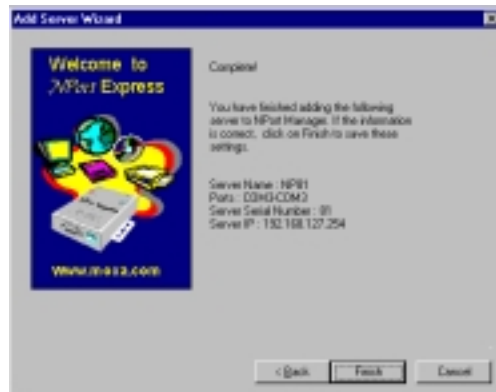 Add Server Wizard
Welcome to
NPort Express
www.moxa.com
Complete!
You have finished adding the following
server to NPort Manager. If the information
is correct, click on Finish to save these
settings.
Server Name : NP01
Ports : COM3-COM3
Server Serial Number : 01
Server IP : 192.168.127.254
< Back
Finish
Cancel